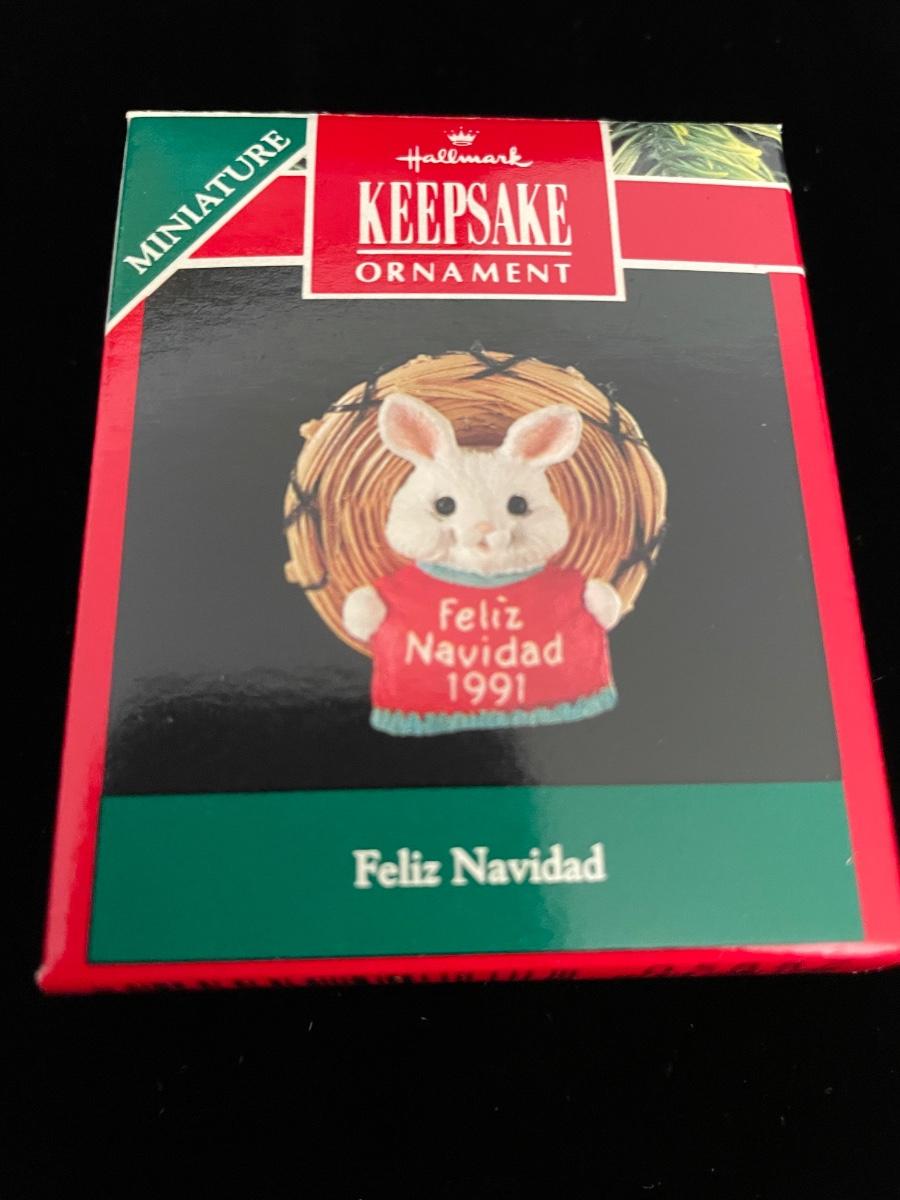 MINIATURE
Hallmark
KEEPSAKE
ORNAMENT
Feliz
Navidad
1991
Feliz Navidad